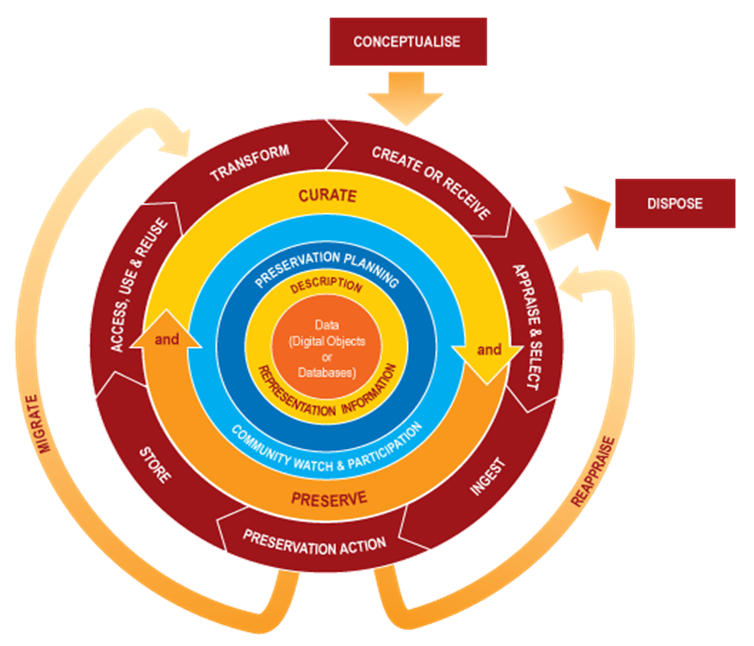 CONCEPTUALISE
TRANSFORM
CREATE OR RECEIVE
DISPOSE
CURATE
ACCESS, USE & REUSE
APPRAISE & SELECT
PRESERVATION PLANNING
DESCRIPTION
Data
(Digital Objects
or
Databases)
and
and
REPRESENTATION INFORMATION
COMMUNITY WATCH & PARTICIPATION
MIGRATE
STORE
INGEST
REAPPRAISE
PRESERVE
PRESERVATION ACTION